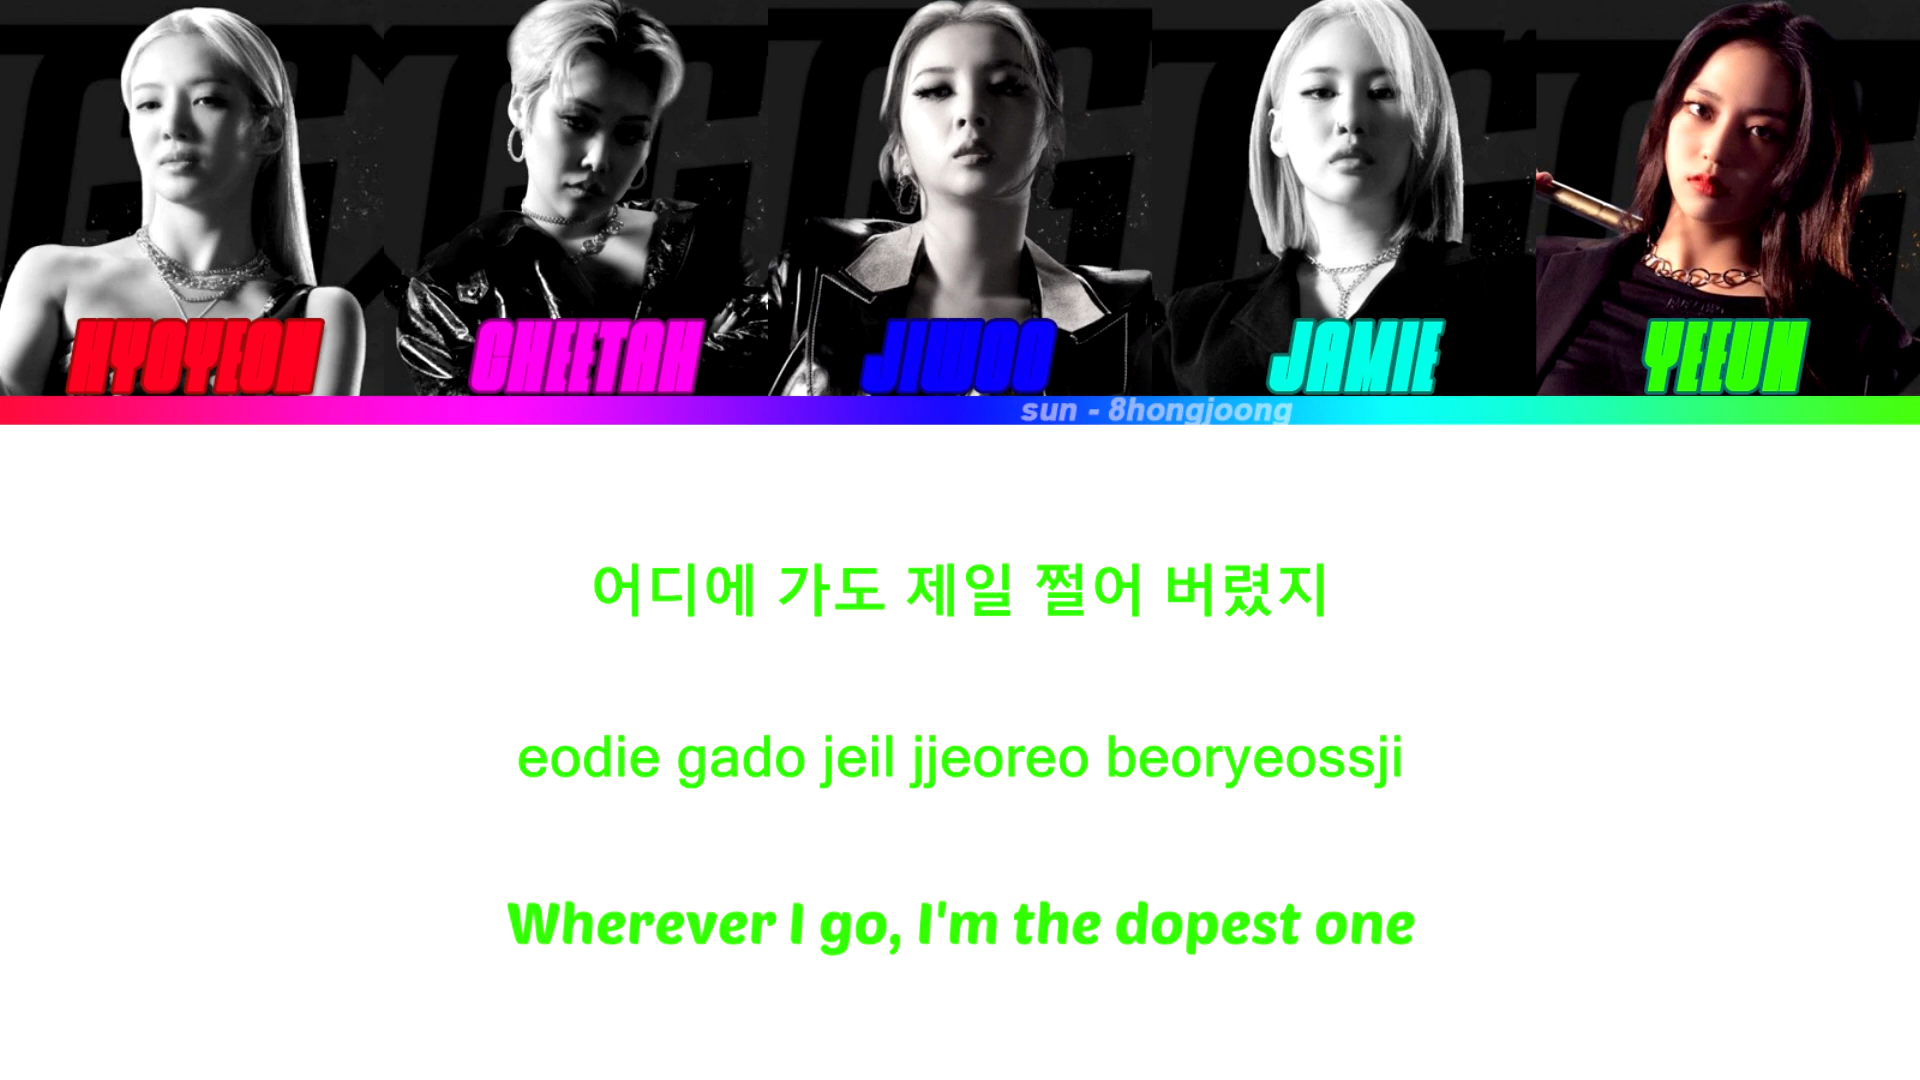 HYOYEON
CHEETAH
JIWOO
JAMIE
YEEUN
sun - 8hongjoong
어디에 가도 제일 쩔어 버렸지
eodie gado jeil jjeoreo beoryeossji
Wherever I go, I'm the dopest one